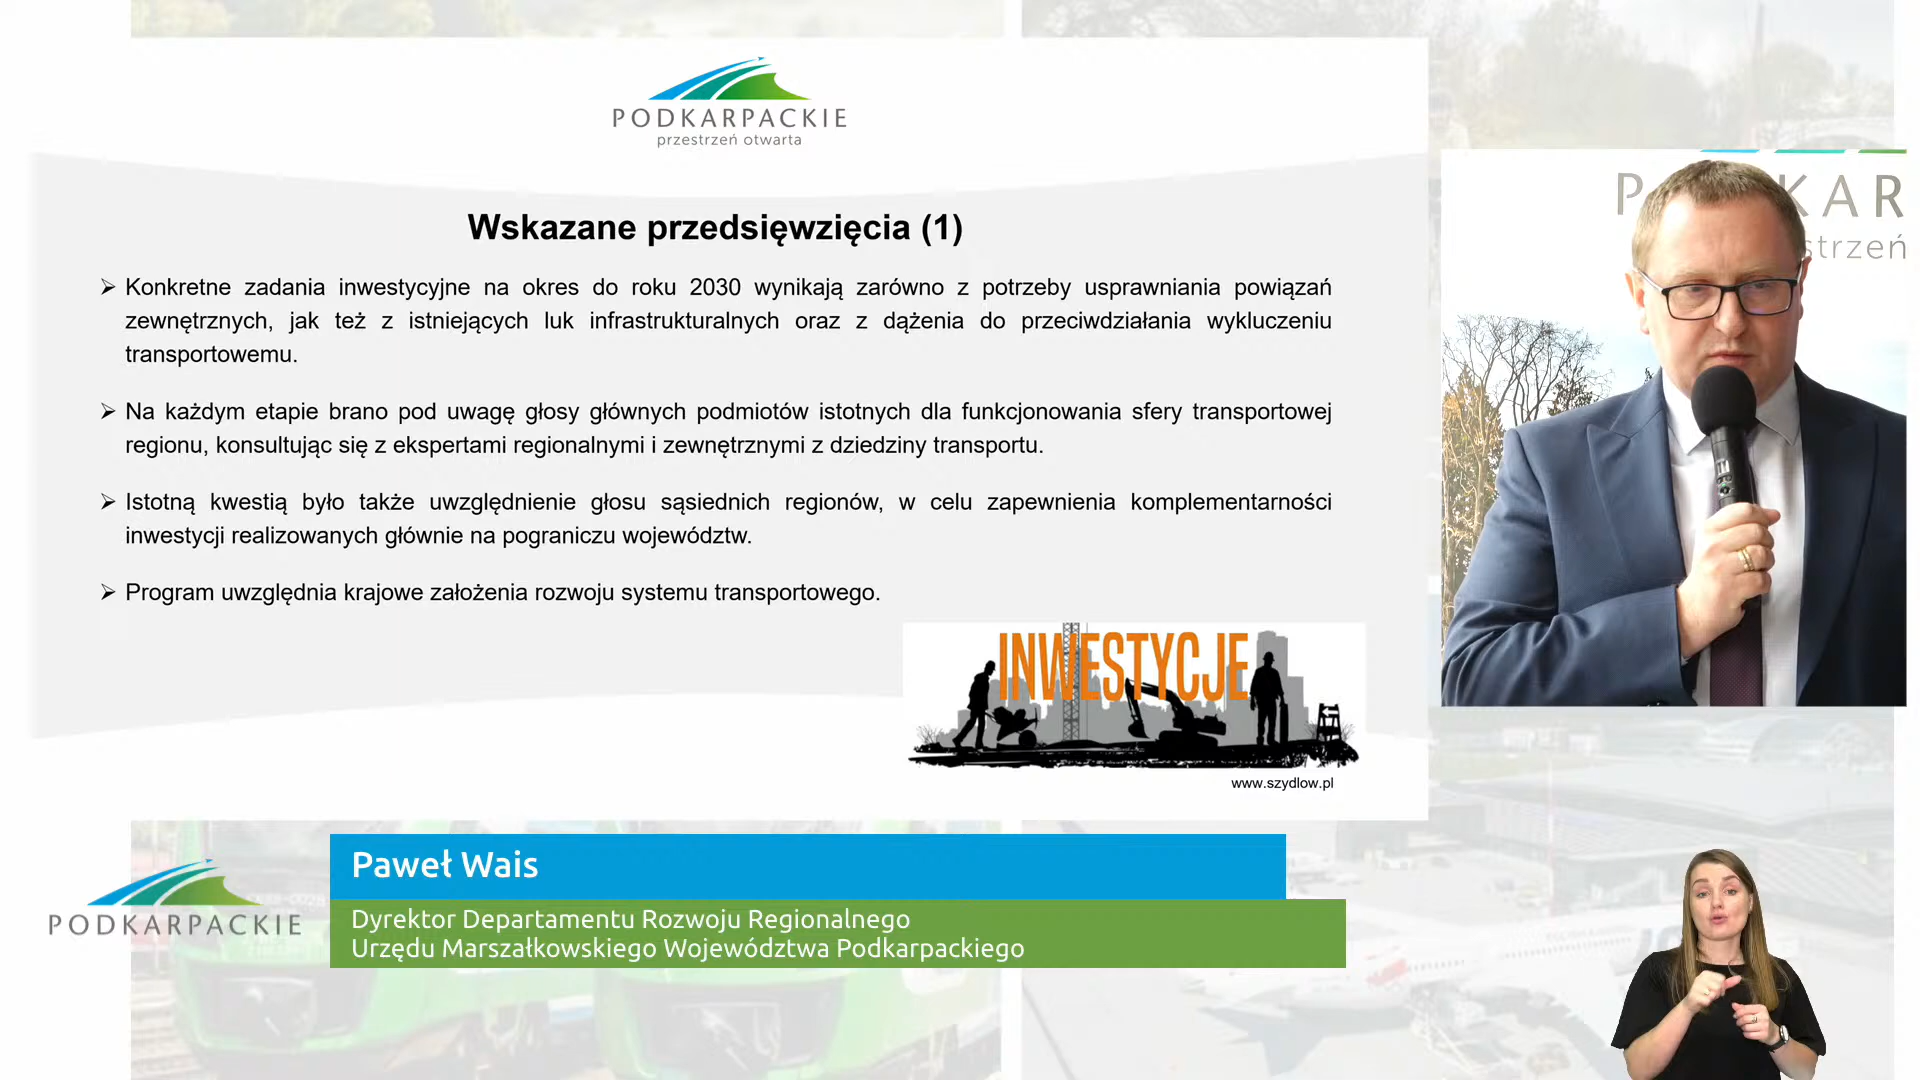 PODKARPACKIE
przestrzeń otwarta
Wskazane przedsięwzięcia (1)
Konkretne zadania inwestycyjne na okres do roku 2030 wynikają zarówno z potrzeby usprawniania powiązań
zewnętrznych, jak też z istniejących luk infrastrukturalnych oraz z dążenia do przeciwdziałania wykluczeniu
transportowemu.
Na każdym etapie brano pod uwagę głosy głównych podmiotów istotnych dla funkcjonowania sfery transportowej
regionu, konsultując się z ekspertami regionalnymi i zewnętrznymi z dziedziny transportu.
Istotną kwestią było także uwzględnienie głosu sąsiednich regionów, w celu zapewnienia komplementarności
inwestycji realizowanych głównie na pograniczu województw.
Program uwzględnia krajowe założenia rozwoju systemu transportowego.
INWESTYCJE
www.szydlow.pl
P KAR
strzeń
Paweł Wais
Dyrektor Departamentu Rozwoju Regionalnego
Urzędu Marszałkowskiego Województwa Podkarpackiego
PODKARPACKIE